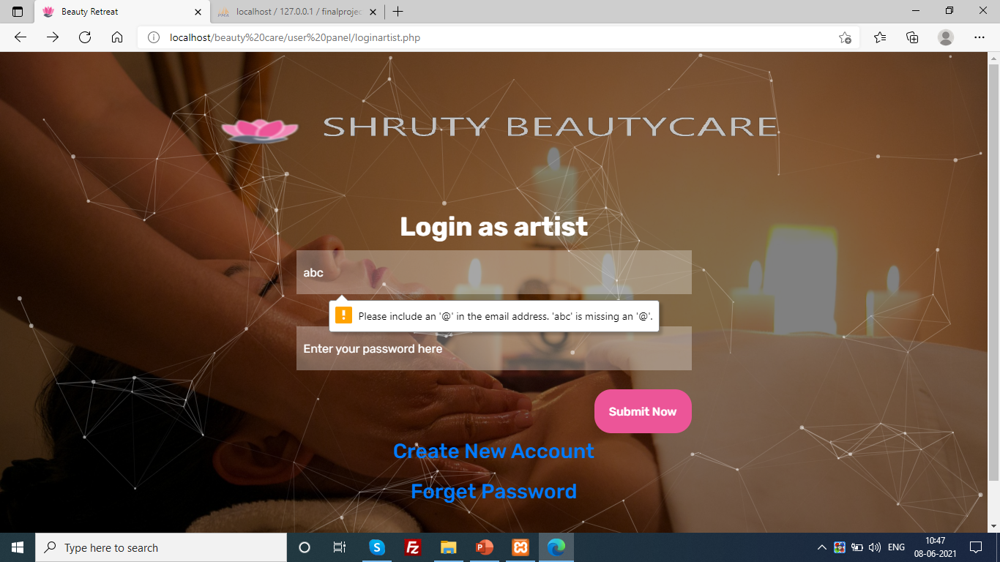 Beauty Retreat
localhost / 127.0.0.1 / finalprojec
localhost/beauty%20care/user%20panel/loginartist.php
SHRUTY BEAUTYCARE
Login as artist
abc
Please include an '@' in the email address. 'abc' is missing an '@'.
Enter your password here
Submit Now
Create New Account
Forget Password
Type here to search
ENG
10:47
08-06-2021